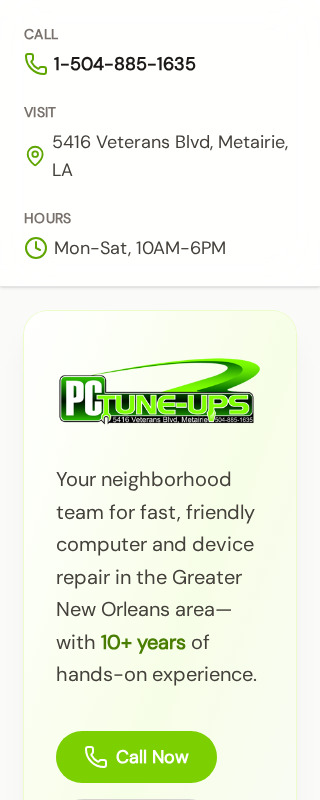 CALL
1-504-885-1635
VISIT
5416 Veterans Blvd, Metairie,
LA
HOURS
Mon-Sat, 10AM-6PM
PC TUNE-UPS
5416 Veterans Blvd, Metairie 504-885-1635
Your neighborhood
team for fast, friendly
computer and device
repair in the Greater
New Orleans area—
with 10+ years of
hands-on experience.
Call Now